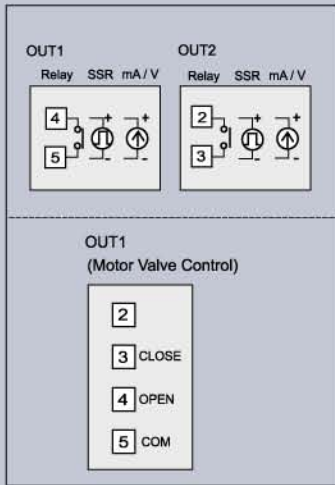 OUT1 OUT2
Relay SSR mA / V Relay SSR mA / V
4 + + 2 + +
5 - - 3 - -
OUT1
(Motor Valve Control)
2
3 CLOSE
4 OPEN
5 COM